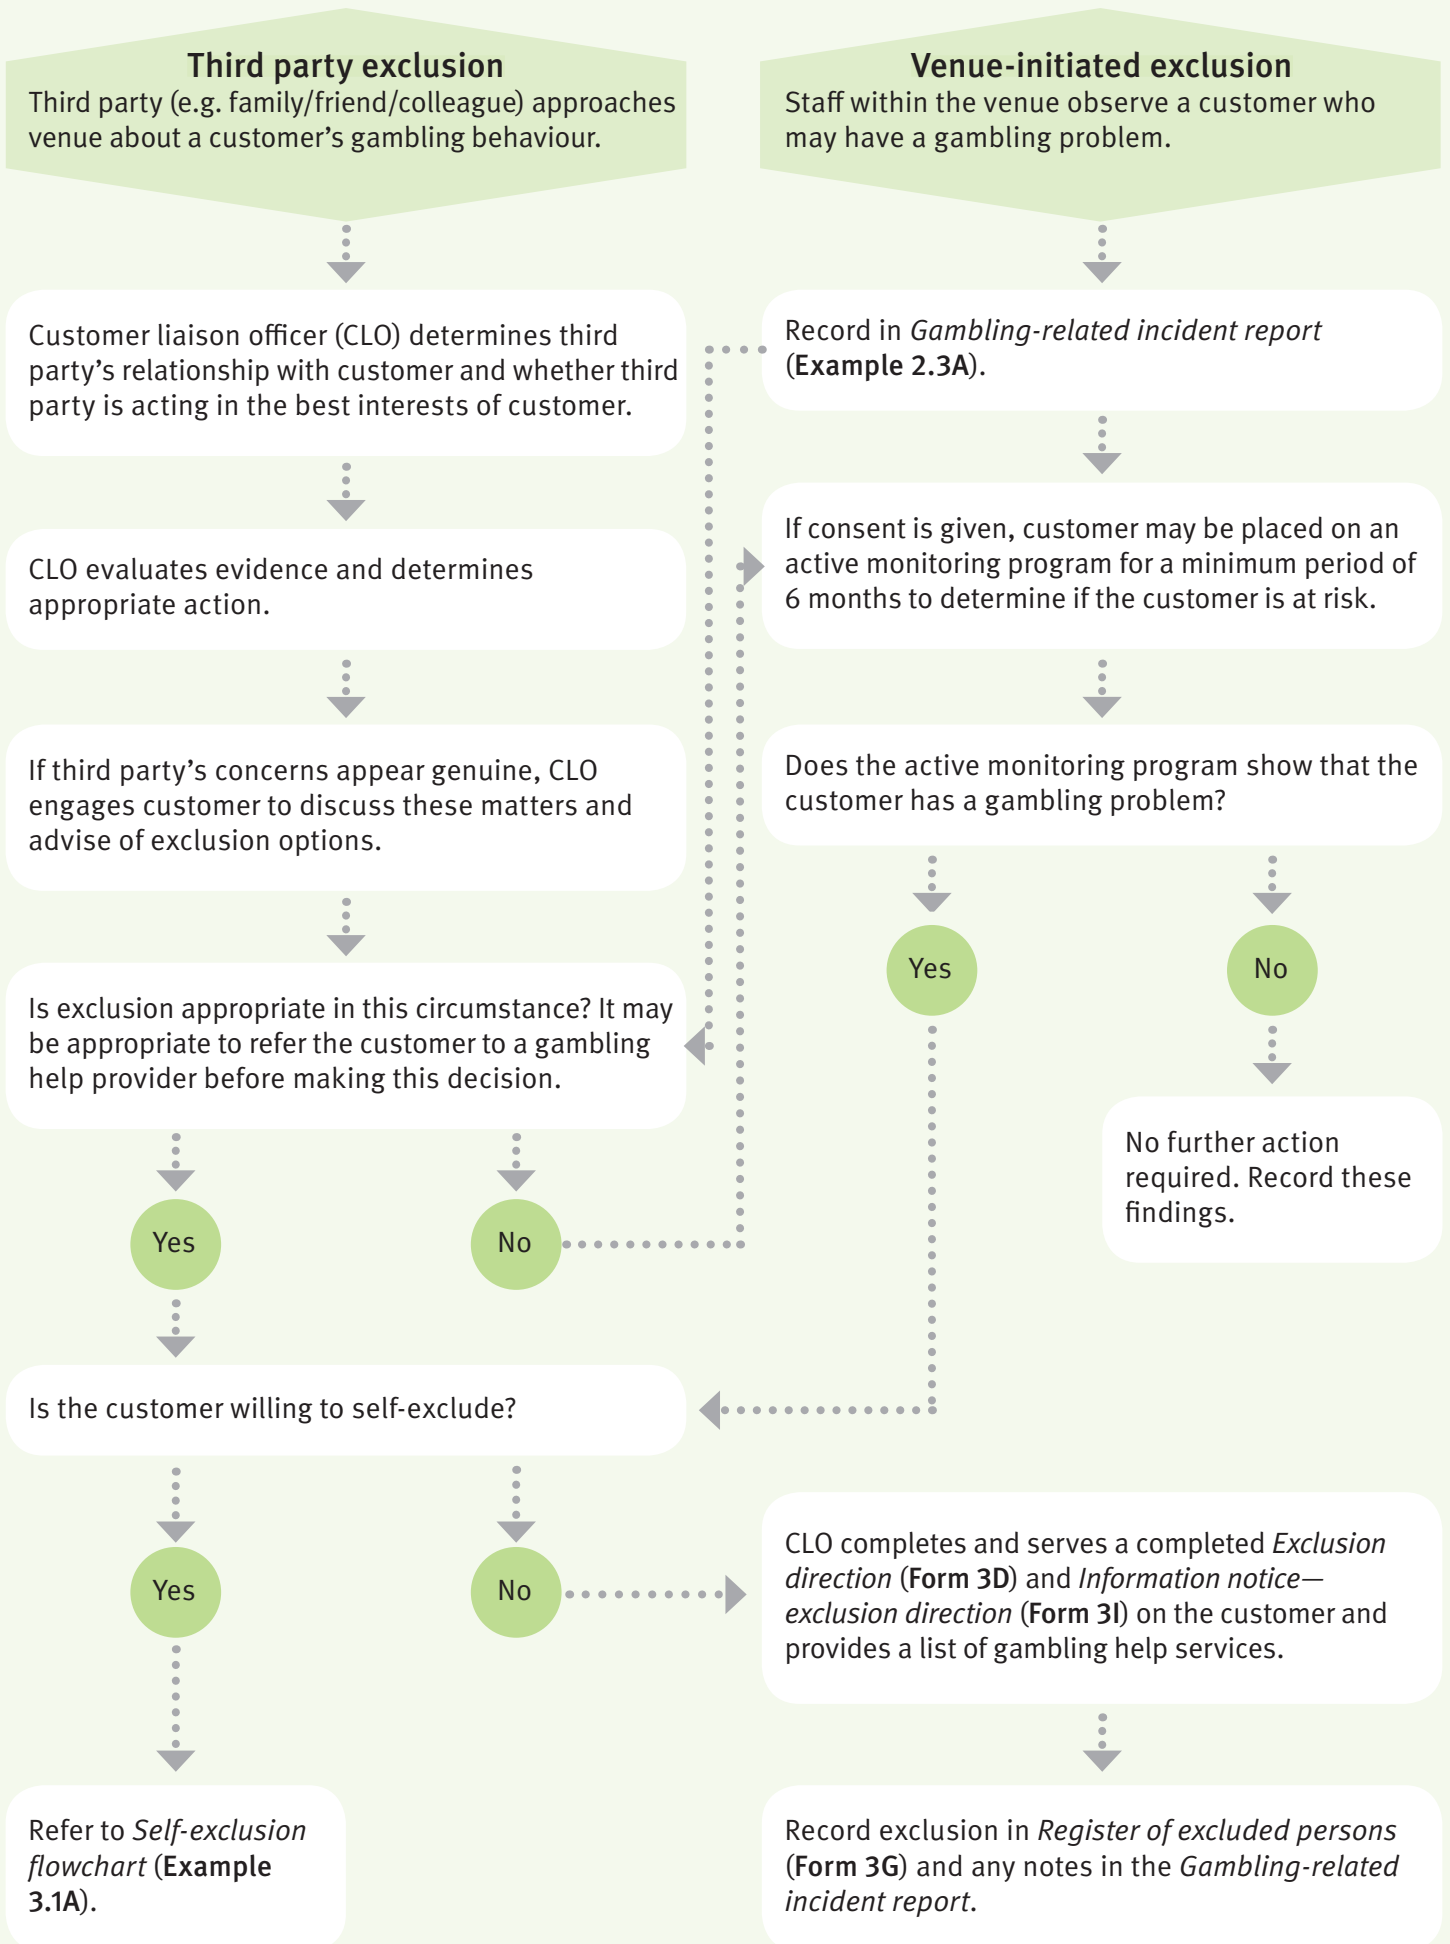 Third party exclusion
Third party (e.g. family/friend/colleague) approaches
venue about a customer’s gambling behaviour.
Customer liaison officer (CLO) determines third
party’s relationship with customer and whether third
party is acting in the best interests of customer.
CLO evaluates evidence and determines
appropriate action.
If third party’s concerns appear genuine, CLO
engages customer to discuss these matters and
advise of exclusion options.
Is exclusion appropriate in this circumstance? It may
be appropriate to refer the customer to a gambling
help provider before making this decision.
Yes
No
Is the customer willing to self-exclude?
Yes
No
Refer to Self-exclusion
flowchart (Example
3.1A).
Venue-initiated exclusion
Staff within the venue observe a customer who
may have a gambling problem.
Record in Gambling-related incident report
(Example 2.3A).
If consent is given, customer may be placed on an
active monitoring program for a minimum period of
6 months to determine if the customer is at risk.
Does the active monitoring program show that the
customer has a gambling problem?
Yes
No
No further action
required. Record these
findings.
CLO completes and serves a completed Exclusion
direction (Form 3D) and Information notice—
exclusion direction (Form 3I) on the customer and
provides a list of gambling help services.
Record exclusion in Register of excluded persons
(Form 3G) and any notes in the Gambling-related
incident report.